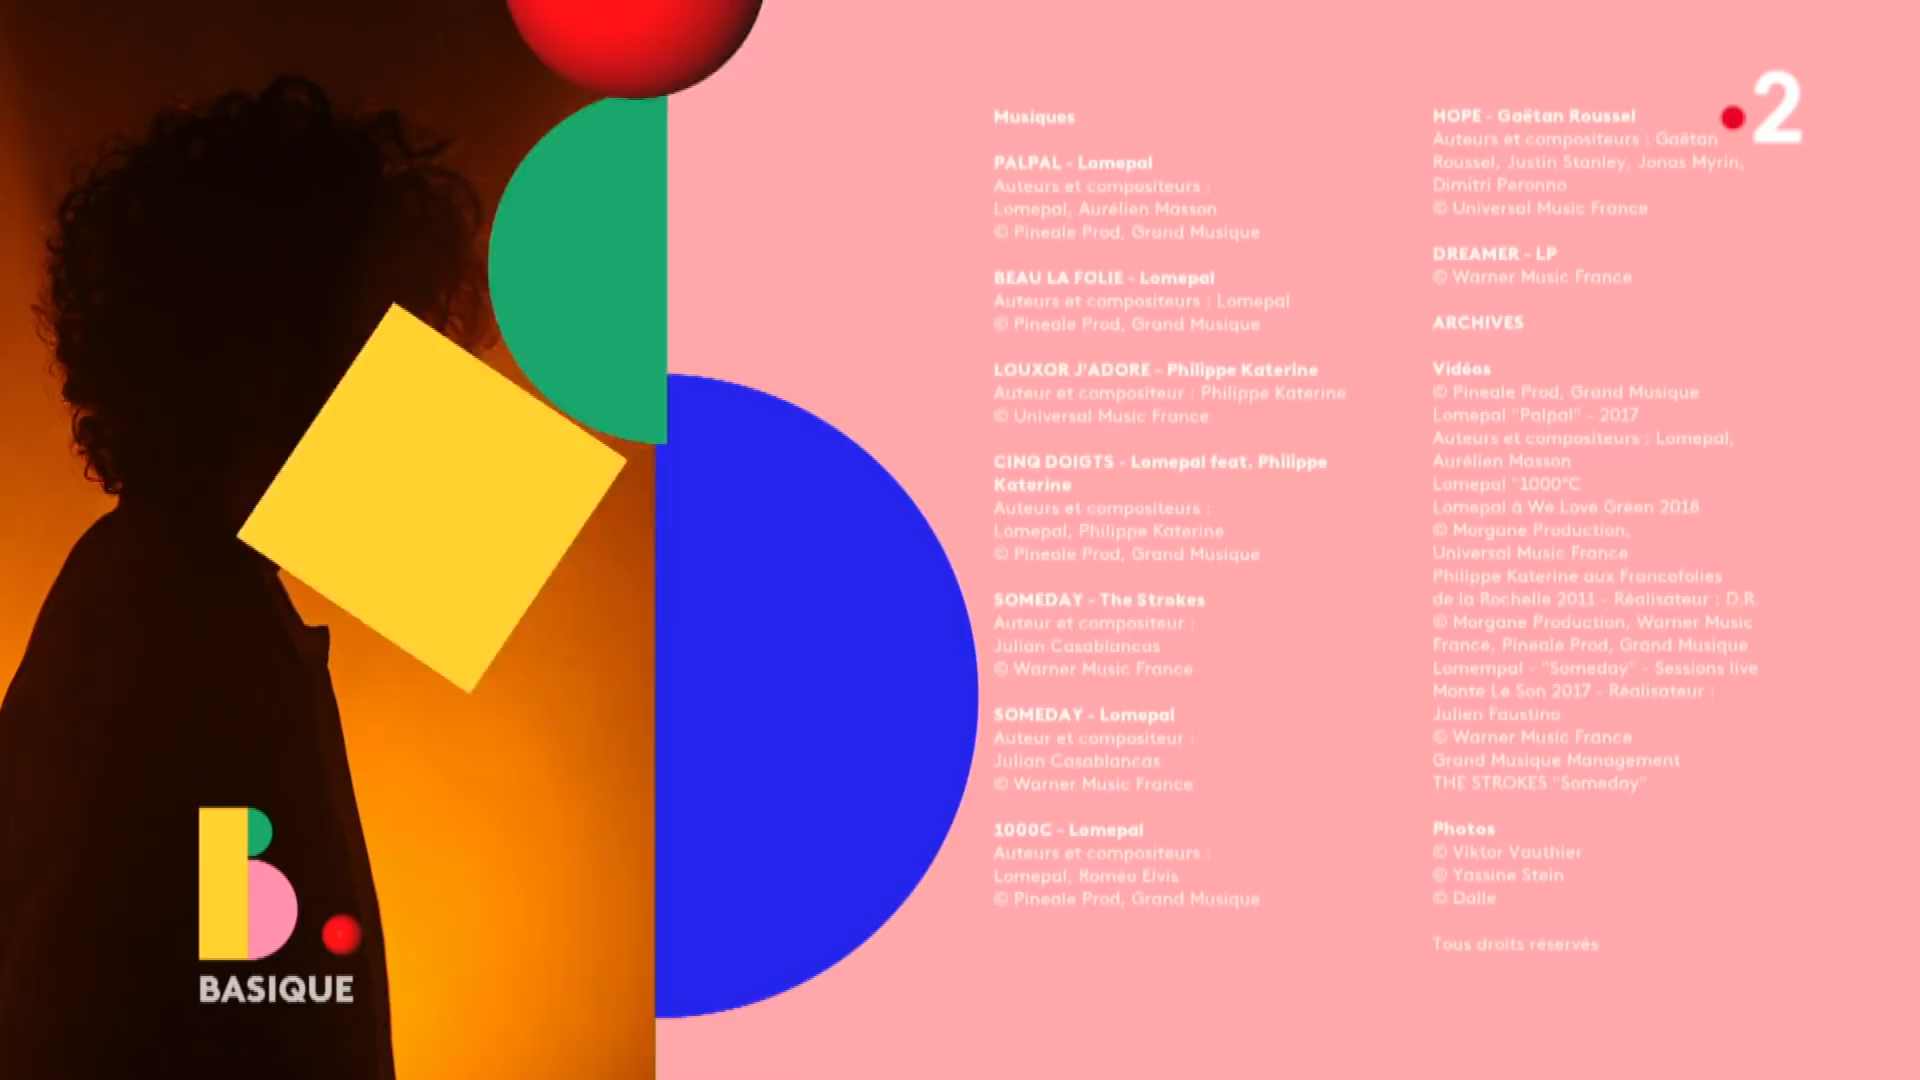 Musiques
PALPAL - Lomepal
Auteurs et compositeurs :
Lomepal, Aurélien Masson
© Pineale Prod, Grand Musique
BEAU LA FOLIE - Lomepal
Auteurs et compositeurs : Lomepal
© Pineale Prod, Grand Musique
LOUXOR J'ADORE - Philippe Katerine
Auteur et compositeur : Philippe Katerine
© Universal Music France
CINQ DOIGTS - Lomepal feat. Philippe
Katerine
Auteurs et compositeurs :
Lomepal, Philippe Katerine
© Pineale Prod, Grand Musique
SOMEDAY - The Strokes
Auteur et compositeur :
Julian Casablancas
© Warner Music France
SOMEDAY - Lomepal
Auteur et compositeur :
Julian Casablancas
© Warner Music France
1000C - Lomepal
Auteurs et compositeurs :
Lomepal, Roméo Elvis
© Pineale Prod, Grand Musique
HOPE - Gaëtan Roussel
Auteurs et compositeurs : Gaëtan
Roussel, Justin Stanley, Jonas Myrin,
Dimitri Peronno
© Universal Music France
DREAMER - LP
© Warner Music France
ARCHIVES
Vidéos
© Pineale Prod, Grand Musique
Lomepal "Palpal" - 2017
Auteurs et compositeurs : Lomepal,
Aurélien Masson
Lomepal "1000°C
Lomepal à We Love Green 2018
© Morgane Production,
Universal Music France
Philippe Katerine aux Francofolies
de la Rochelle 2011 - Réalisateur : D.R.
© Morgane Production, Warner Music
France, Pineale Prod, Grand Musique
Lomempal - "Someday" - Sessions live
Monte Le Son 2017 - Réalisateur :
Julien Faustino
© Warner Music France
Grand Musique Management
THE STROKES "Someday"
Photos
© Viktor Vauthier
© Yassine Stein
© Dalle
Tous droits réservés
2
B.
BASIQUE